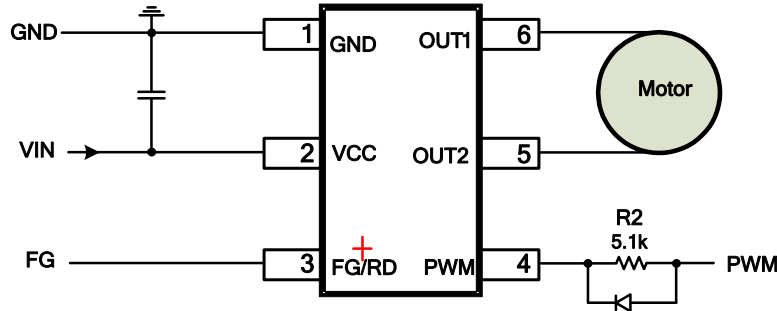 GND
1
GND
OUT1
6
Motor
VIN
2
VCC
OUT2
5
R2
5.1k
FG
3
FG/RD
PWM
4
PWM